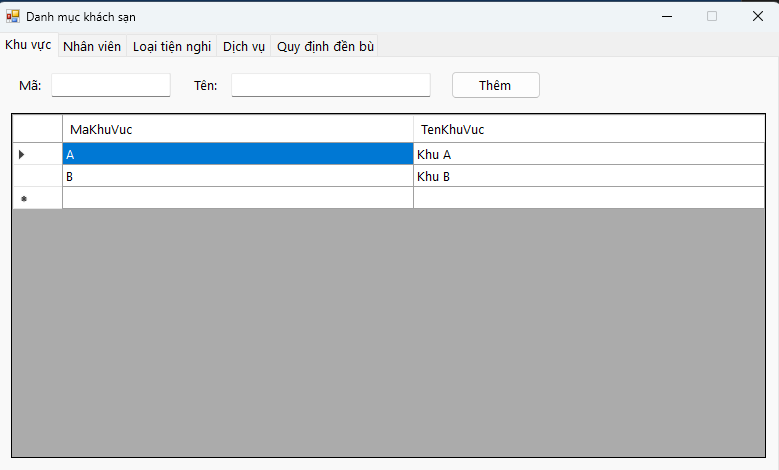 Danh mục khách sạn
Khu vực Nhân viên Loại tiện nghi Dịch vụ Quy định đền bù
Mã: Tên: Thêm
MaKhuVuc TenKhuVuc
A Khu A
B Khu B